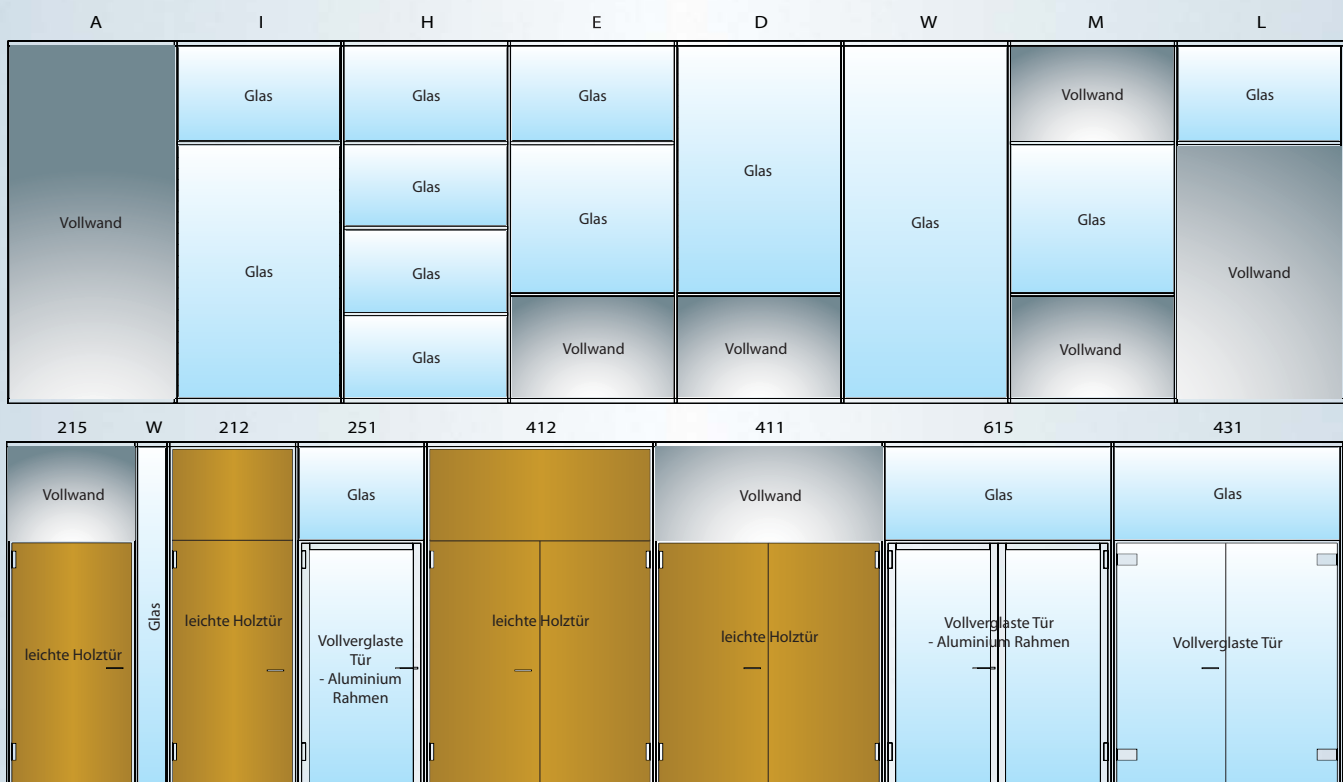 A I H E D W M L
Glas Glas Glas Glas Vollwand Glas
Glas
Glas
Glas
Vollwand
Glas
Glas
Vollwand
Glas
Glas
Glas
Vollwand
Vollwand
Vollwand
Glas
215 W 212 251 412 411 615 431
Vollwand
Glas
Vollwand
Glas
Glas
Glas
leichte Holztür
leichte Holztür
leichte Holztür
leichte Holztür
Vollverglaste
Tür
- Aluminium
Rahmen
Vollverglaste Tür
- Aluminium Rahmen
Vollverglaste Tür